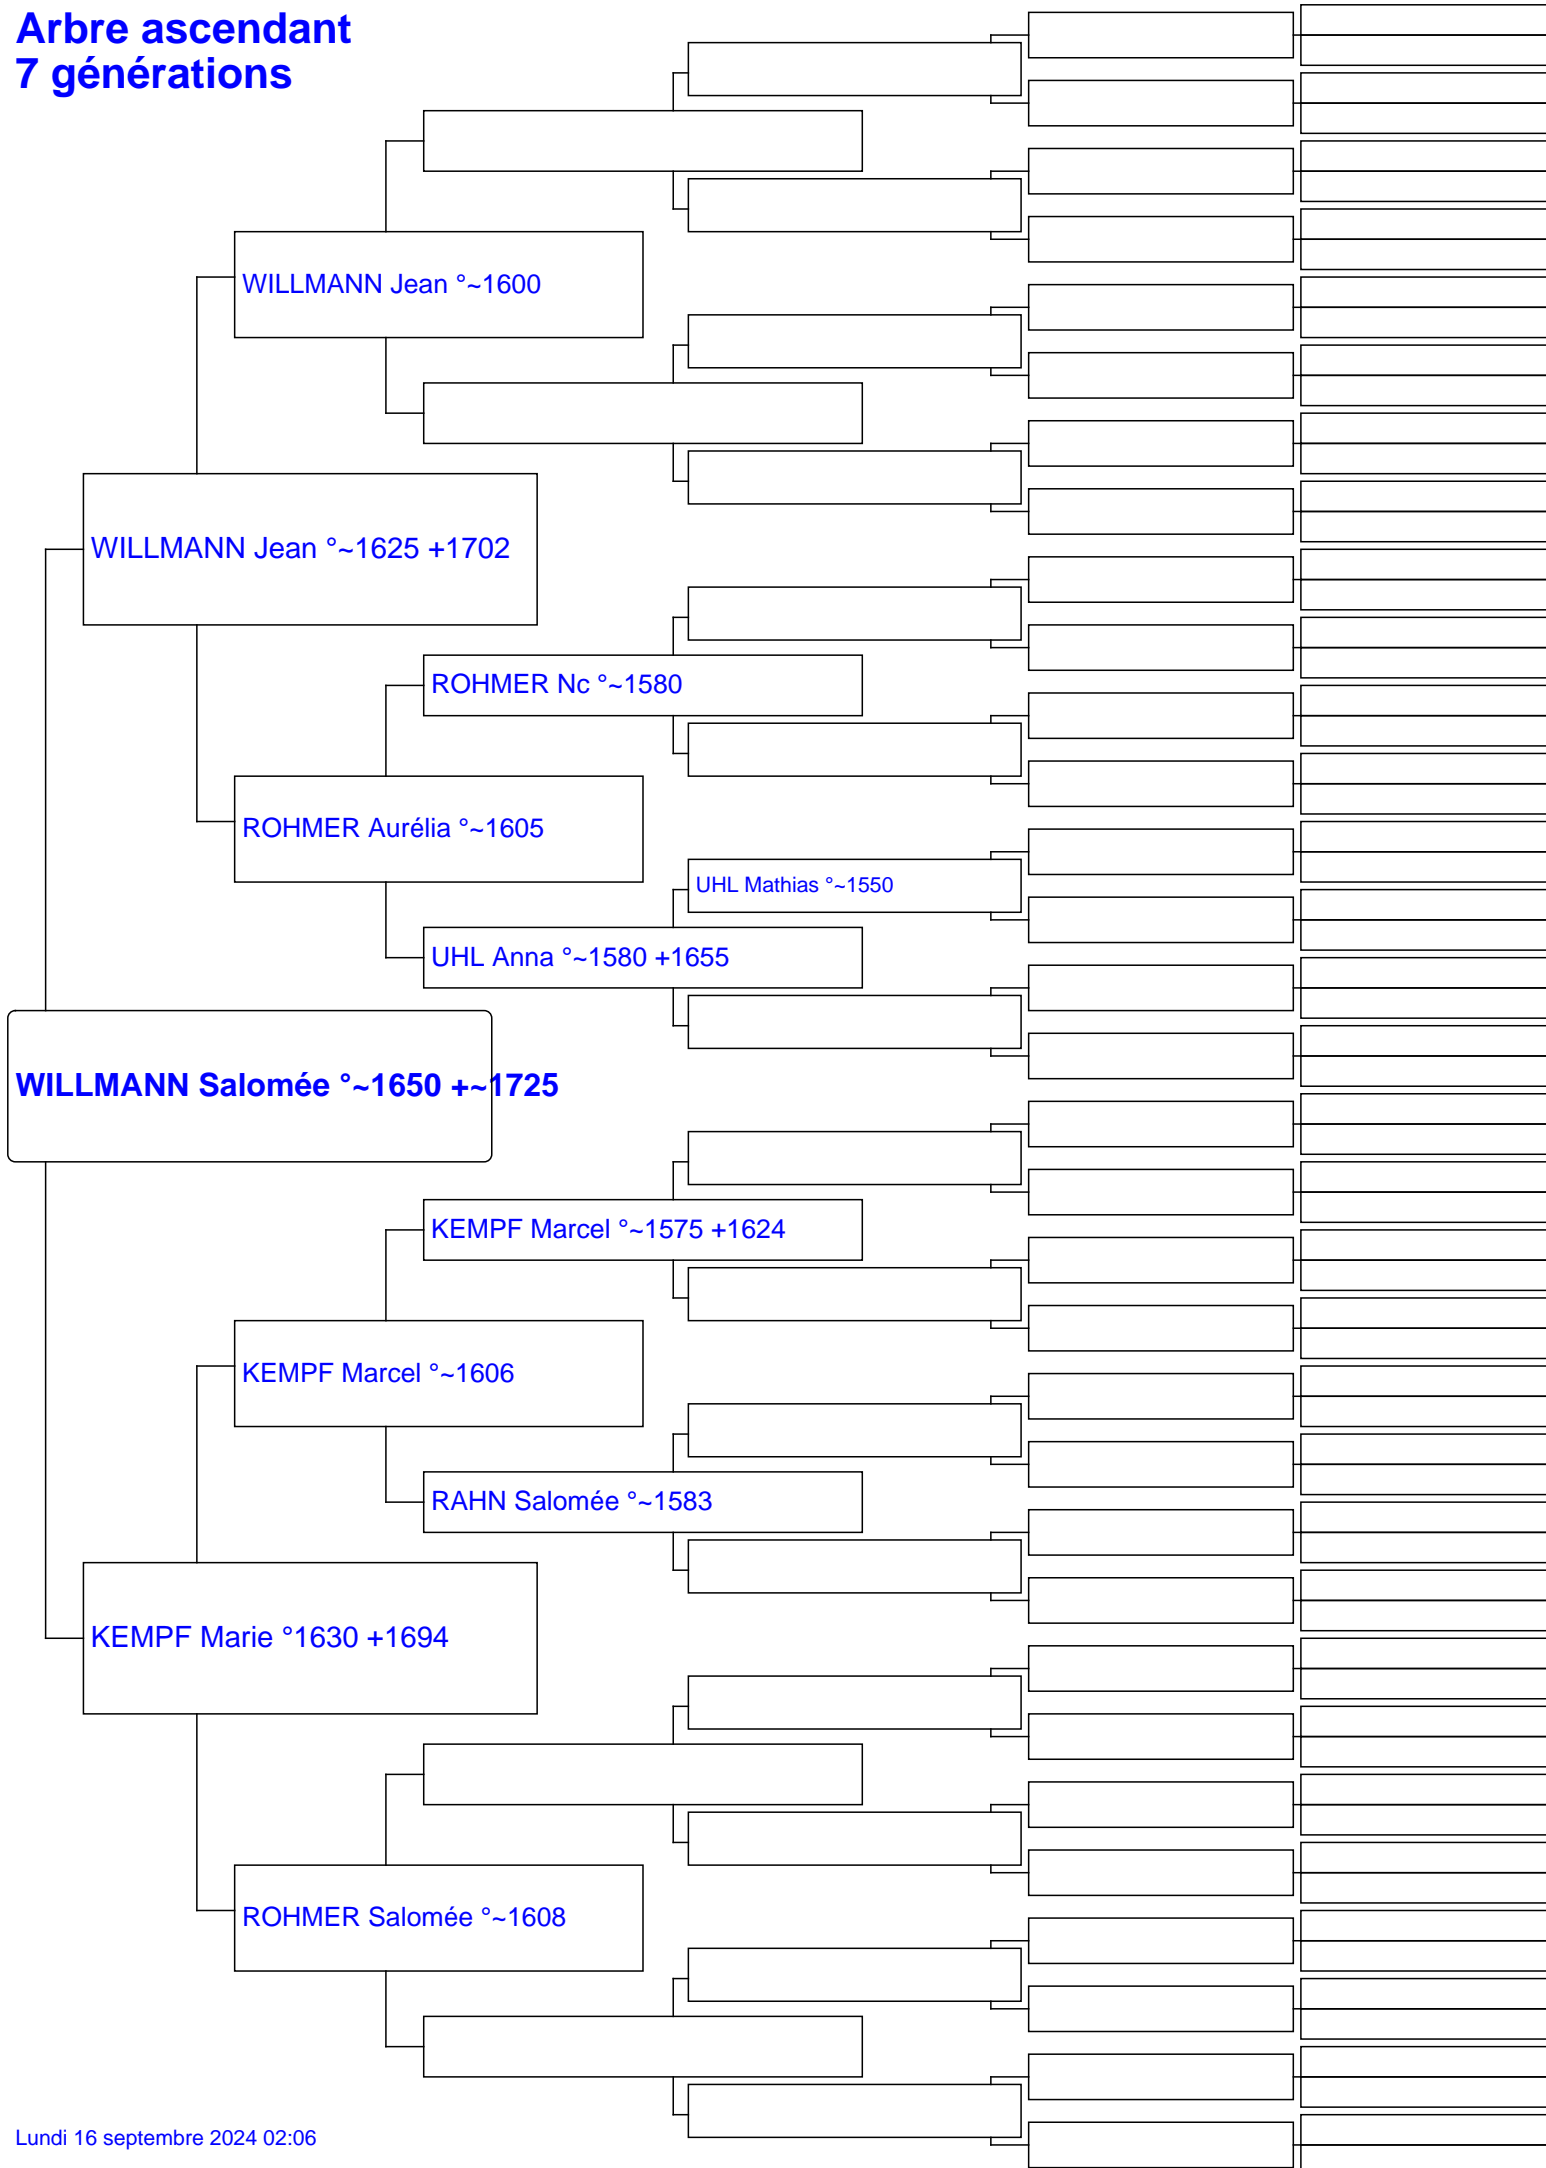 Arbre ascendant
7 générations
WILLMANN Jean °~1600
WILLMANN Jean °~1625 +1702
ROHMER Nc °~1580
ROHMER Aurélia °~1605
UHL Mathias °~1550
UHL Anna °~1580 +1655
WILLMANN Salomée °~1650 +~1725
KEMPF Marcel °~1575 +1624
KEMPF Marcel °~1606
RAHN Salomée °~1583
KEMPF Marie °1630 +1694
ROHMER Salomée °~1608
Lundi 16 septembre 2024 02:06